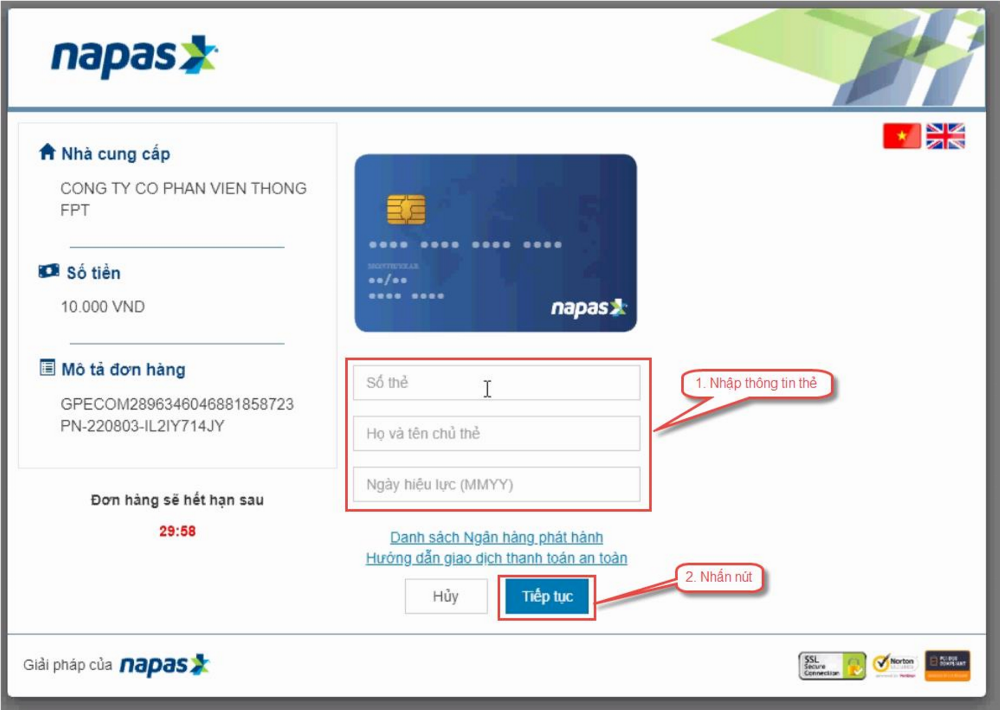 napas
Nhà cung cấp
CONG TY CO PHAN VIEN THONG
FPT
Số tiền
10.000 VND
Mô tả đơn hàng
GPECOM2896346046881858723
PN-220803-IL2IY714JY
Đơn hàng sẽ hết hạn sau
29:58
MONTH/YEAR
napas
Số thẻ
Họ và tên chủ thẻ
Ngày hiệu lực (MMYY)
1. Nhập thông tin thẻ
Danh sách Ngân hàng phát hành
Hướng dẫn giao dịch thanh toán an toàn
2. Nhấn nút
Hủy
Tiếp tục
Giải pháp của napas
SSL
Secure
Connection
Norton
PCI DSS
COMPLIANT